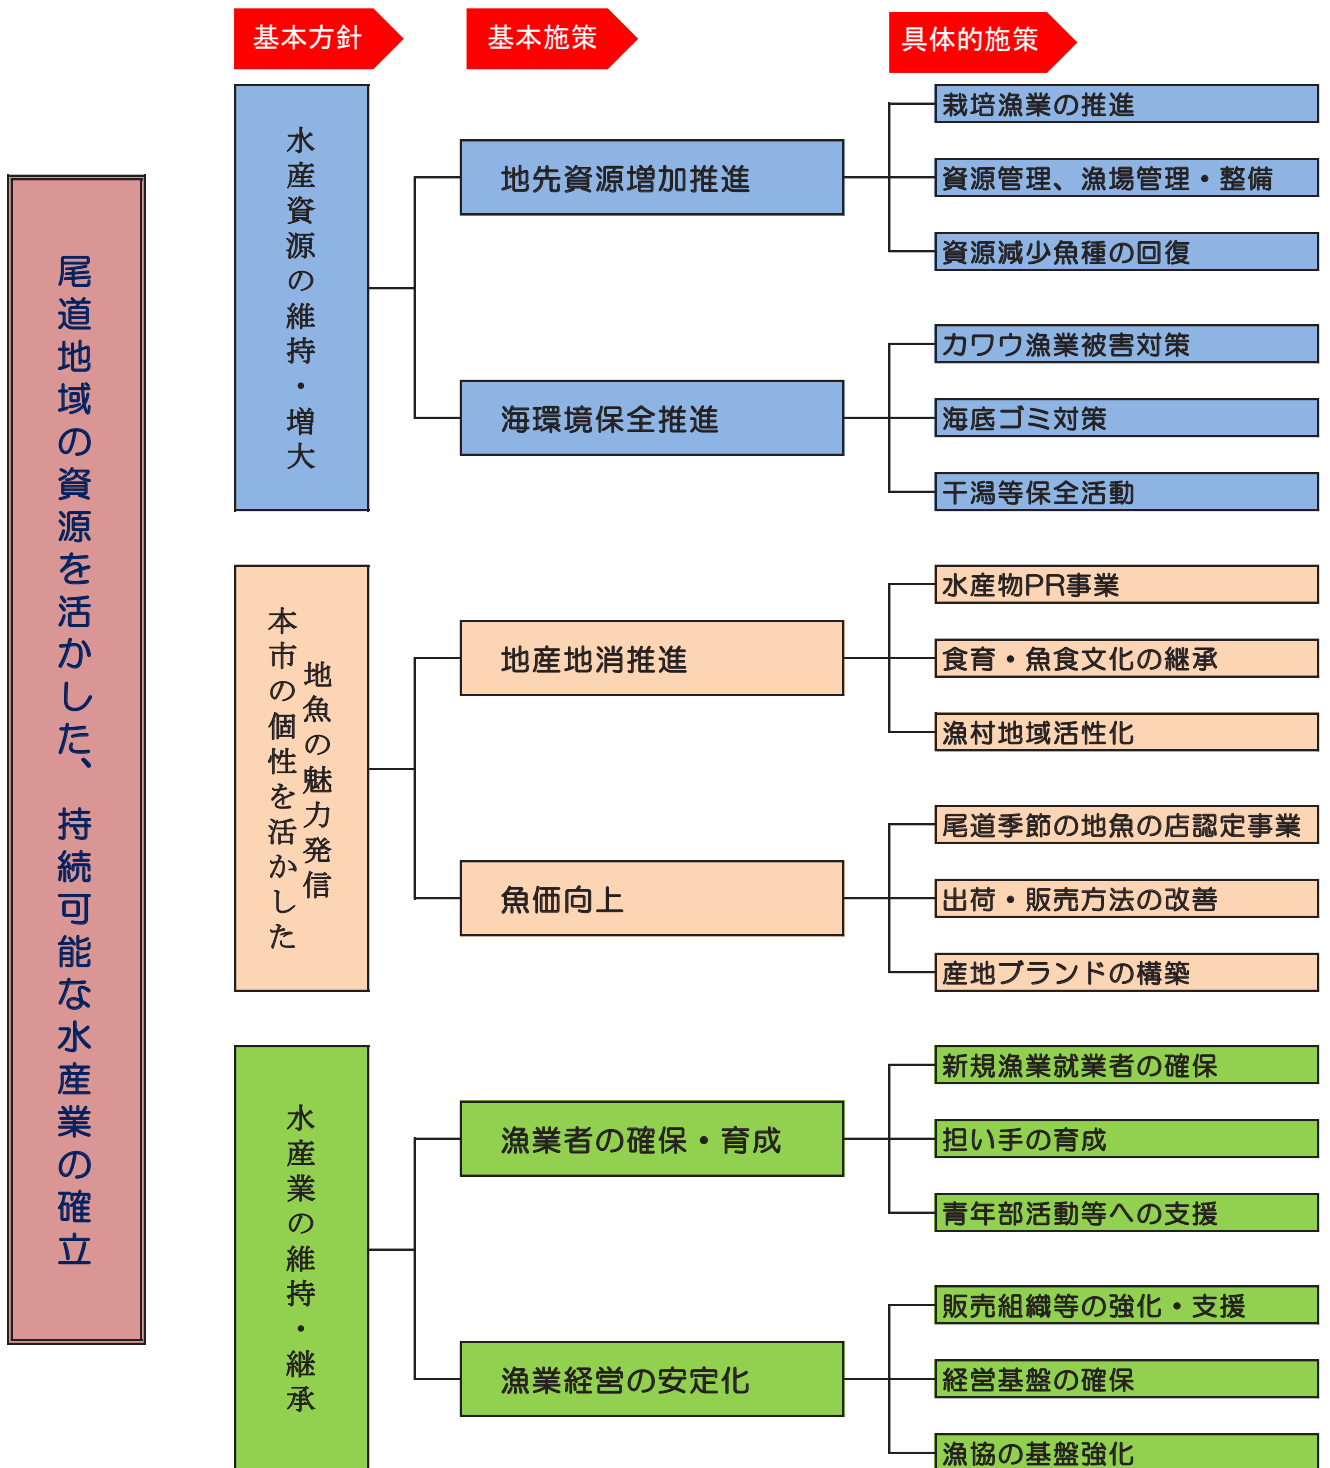 基本方針
基本施策
具体的施策
尾道地域の資源を活かした、持続可能な水産業の確立
水産資源の維持・増大
地先資源増加推進
栽培漁業の推進
資源管理、漁場管理・整備
資源減少魚種の回復
海環境保全推進
カワウ漁業被害対策
海底ゴミ対策
干潟等保全活動
本市の個性を活かした
地魚の魅力発信
地産地消推進
水産物PR事業
食育・魚食文化の継承
漁村地域活性化
魚価向上
尾道季節の地魚の店認定事業
出荷・販売方法の改善
産地ブランドの構築
水産業の維持・継承
漁業者の確保・育成
新規漁業就業者の確保
担い手の育成
青年部活動等への支援
漁業経営の安定化
販売組織等の強化・支援
経営基盤の確保
漁協の基盤強化